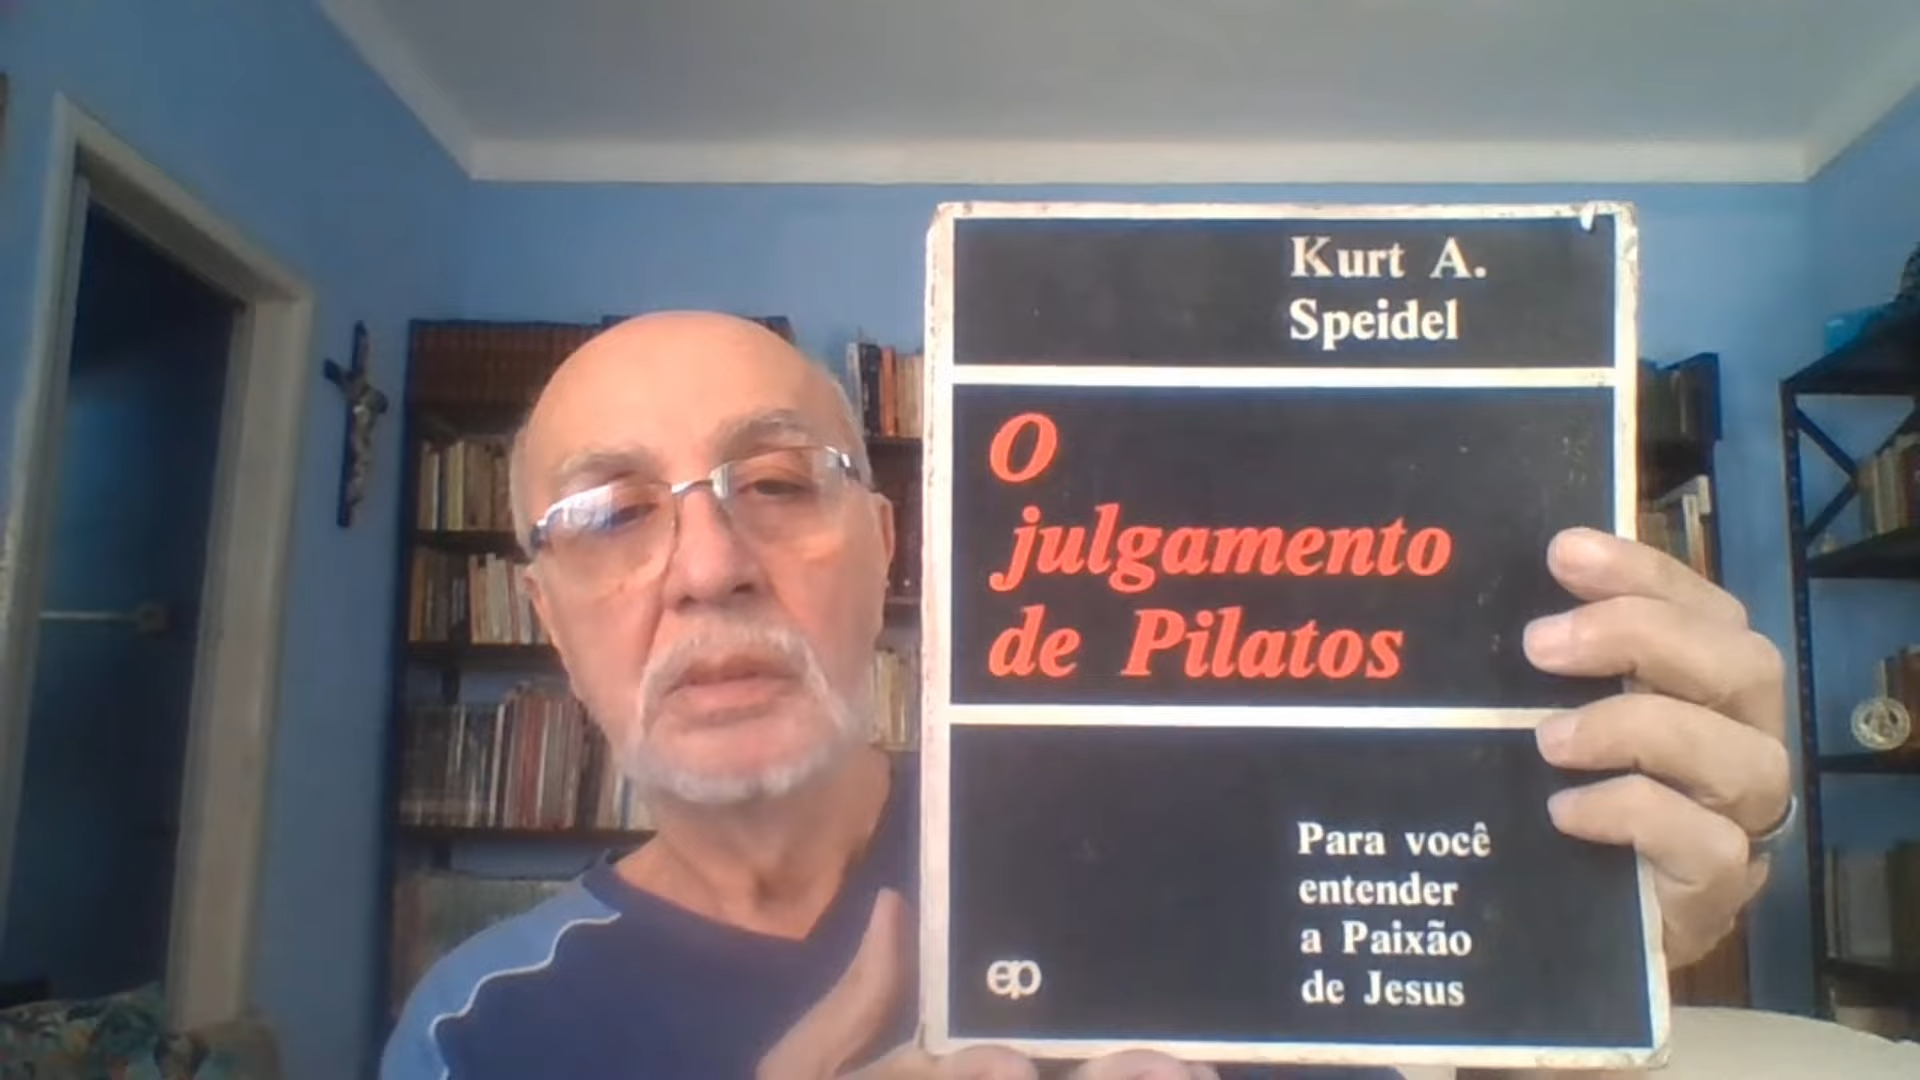 Kurt A.
Speidel
O
julgamento
de Pilatos
Para você
entender
a Paixão
de Jesus
ep